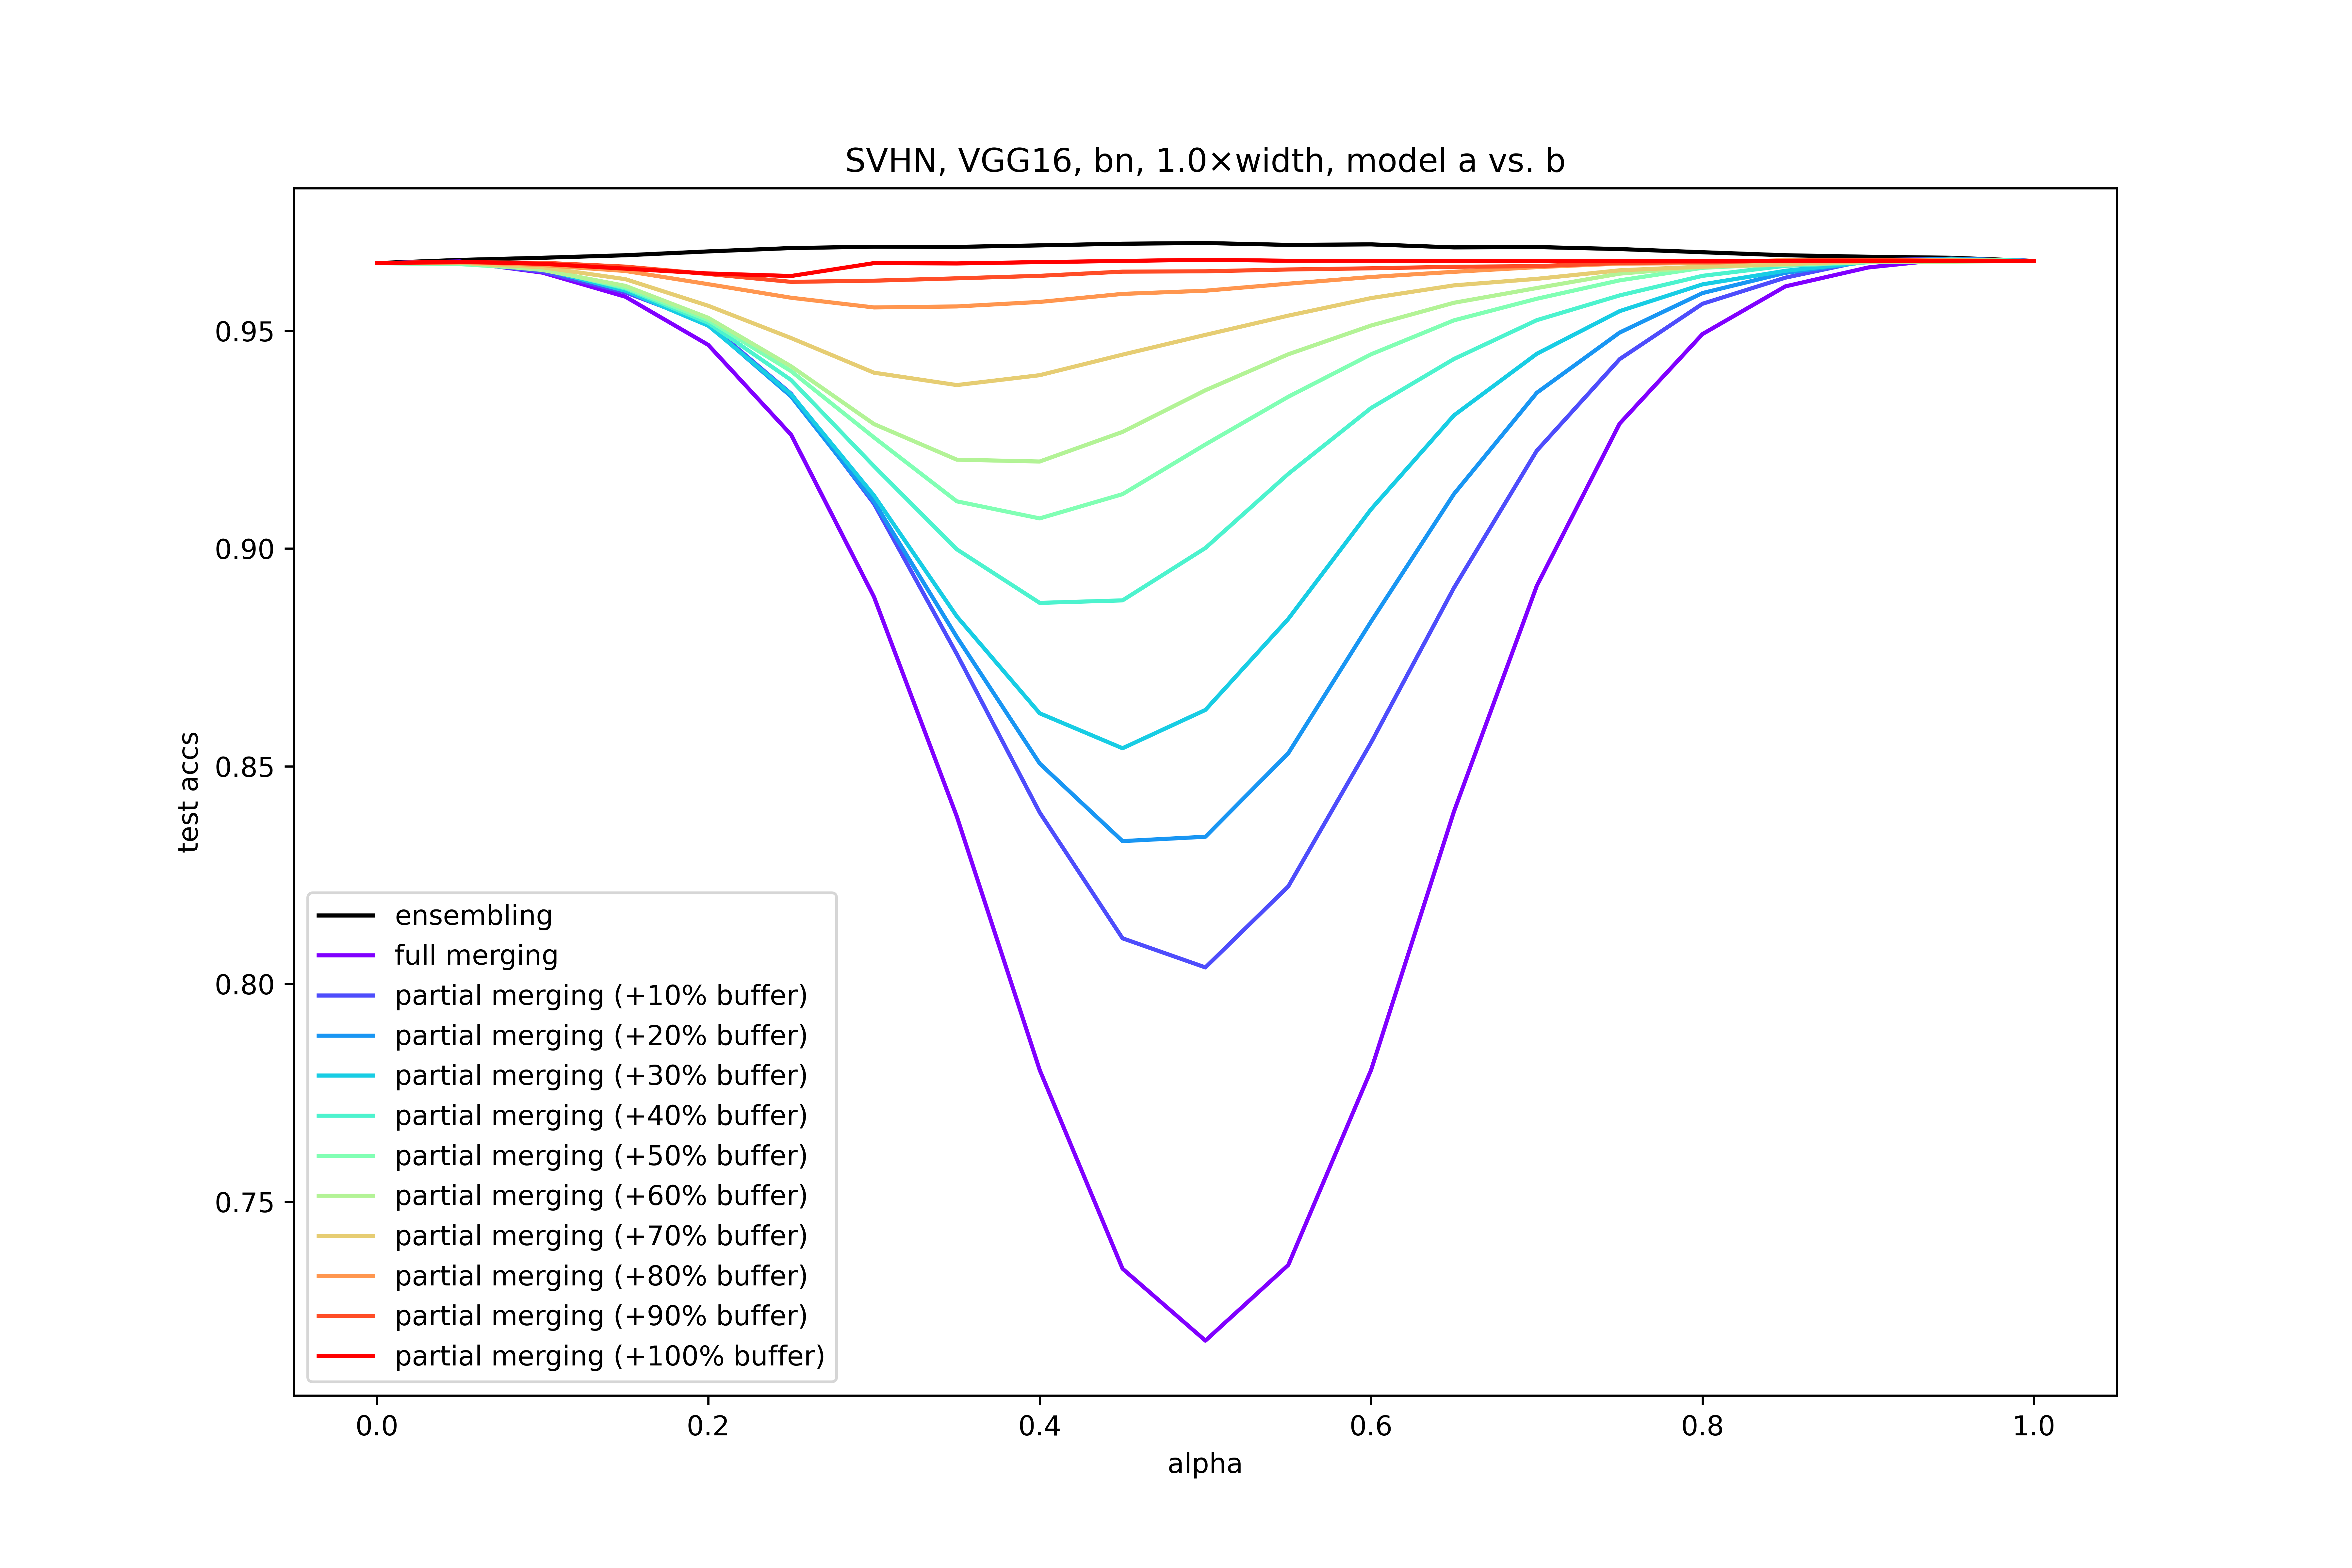 SVHN, VGG16, bn, 1.0×width, model a vs. b
test accs
0.95
0.90
0.85
0.80
0.75
ensembling
full merging
partial merging (+10% buffer)
partial merging (+20% buffer)
partial merging (+30% buffer)
partial merging (+40% buffer)
partial merging (+50% buffer)
partial merging (+60% buffer)
partial merging (+70% buffer)
partial merging (+80% buffer)
partial merging (+90% buffer)
partial merging (+100% buffer)
0.0 0.2 0.4 0.6 0.8 1.0
alpha